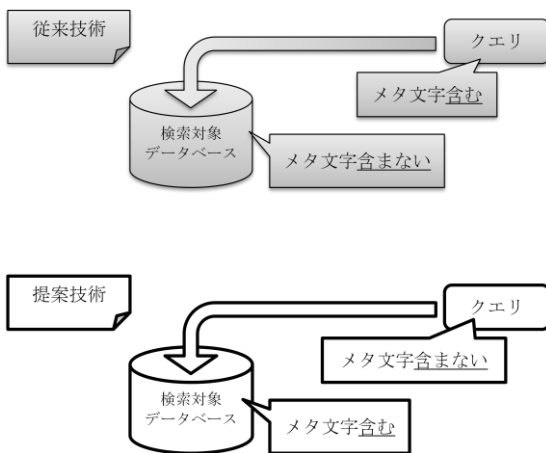 従来技術
クエリ
メタ文字含む
検索対象
データベース
メタ文字含まない
提案技術
クエリ
メタ文字含まない
検索対象
データベース
メタ文字含む